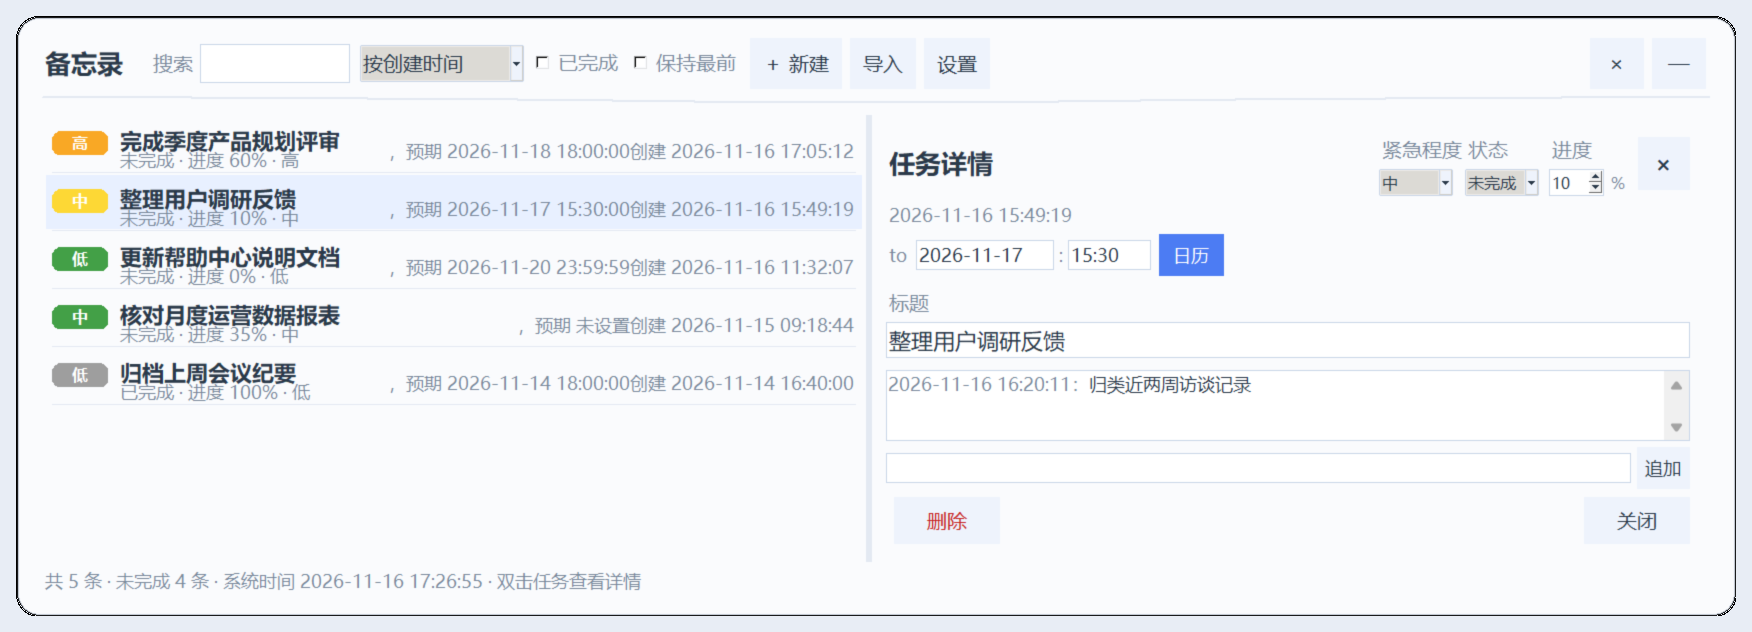 备忘录 搜索 按创建时间 已完成 保持最前 + 新建 导入 设置 × —
高 完成季度产品规划评审
未完成 · 进度 60% · 高 ，预期 2026-11-18 18:00:00创建 2026-11-16 17:05:12
中 整理用户调研反馈
未完成 · 进度 10% · 中 ，预期 2026-11-17 15:30:00创建 2026-11-16 15:49:19
低 更新帮助中心说明文档
未完成 · 进度 0% · 低 ，预期 2026-11-20 23:59:59创建 2026-11-16 11:32:07
中 核对月度运营数据报表
未完成 · 进度 35% · 中 ，预期 未设置创建 2026-11-15 09:18:44
低 归档上周会议纪要
已完成 · 进度 100% · 低 ，预期 2026-11-14 18:00:00创建 2026-11-14 16:40:00
任务详情 紧急程度 状态 进度 ×
中 未完成 10 %
2026-11-16 15:49:19
to 2026-11-17 : 15:30 日历
标题
整理用户调研反馈
2026-11-16 16:20:11: 归类近两周访谈记录
追加
删除 关闭
共 5 条 · 未完成 4 条 · 系统时间 2026-11-16 17:26:55 · 双击任务查看详情